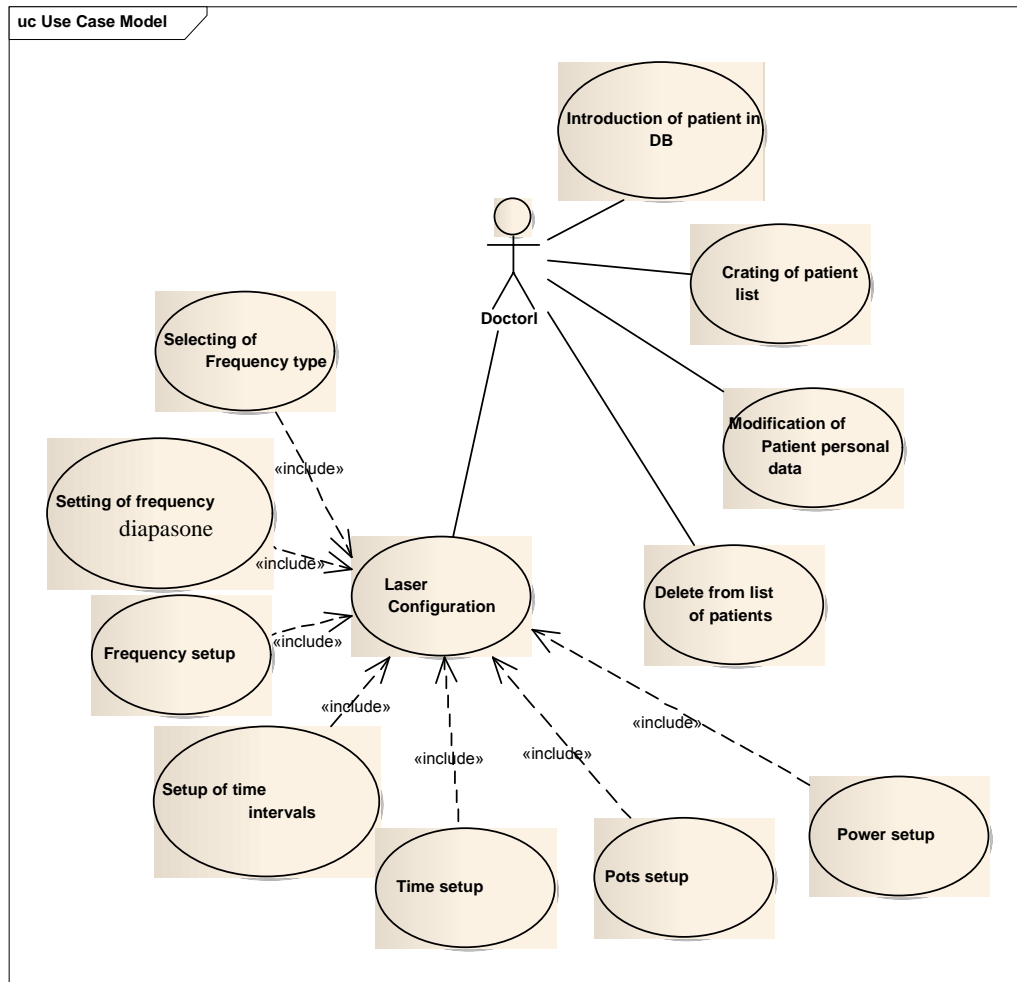 uc Use Case Model
Introduction of patient in
DB
Crating of patient
list
Doctorl
Selecting of
Frequency type
Modification of
Patient personal
data
«include»
Setting of frequency
diapasone
«include»
Laser
Configuration
Delete from list
of patients
«include»
Frequency setup
«include»
«include»
«include»
«include»
Setup of time
intervals
Power setup
Time setup
Pots setup